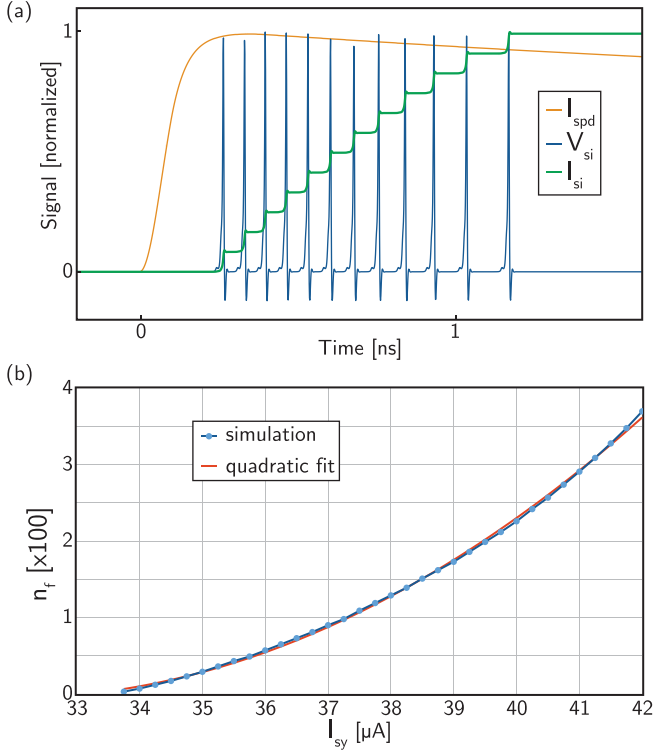 (a)
1
0
Signal [normalized]
I_spd
V_si
I_si
0
1
Time [ns]
(b)
4
3
2
1
0
n_f [x100]
simulation
quadratic fit
33
34
35
36
37
38
39
40
41
42
I_sy [µA]